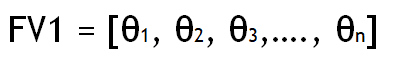 FV1 = [θ1, θ2, θ3,...., θn]